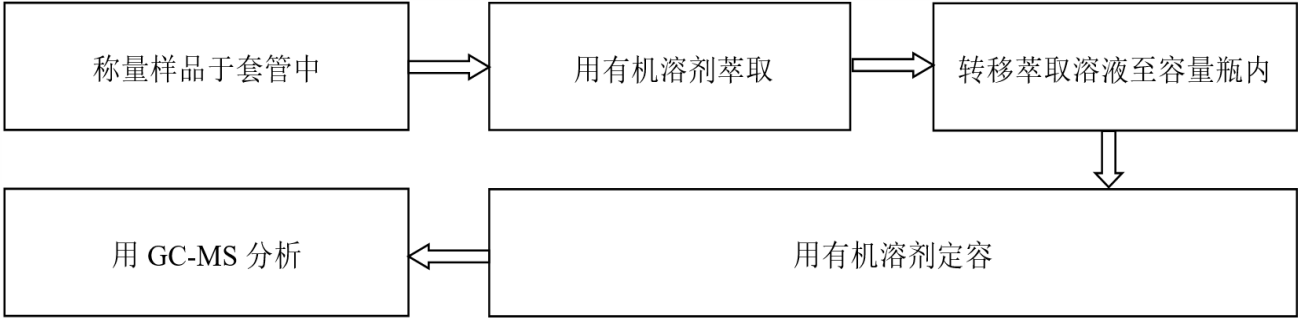 称量样品于套管中
用有机溶剂萃取
转移萃取溶液至容量瓶内
用有机溶剂定容
用 GC-MS 分析